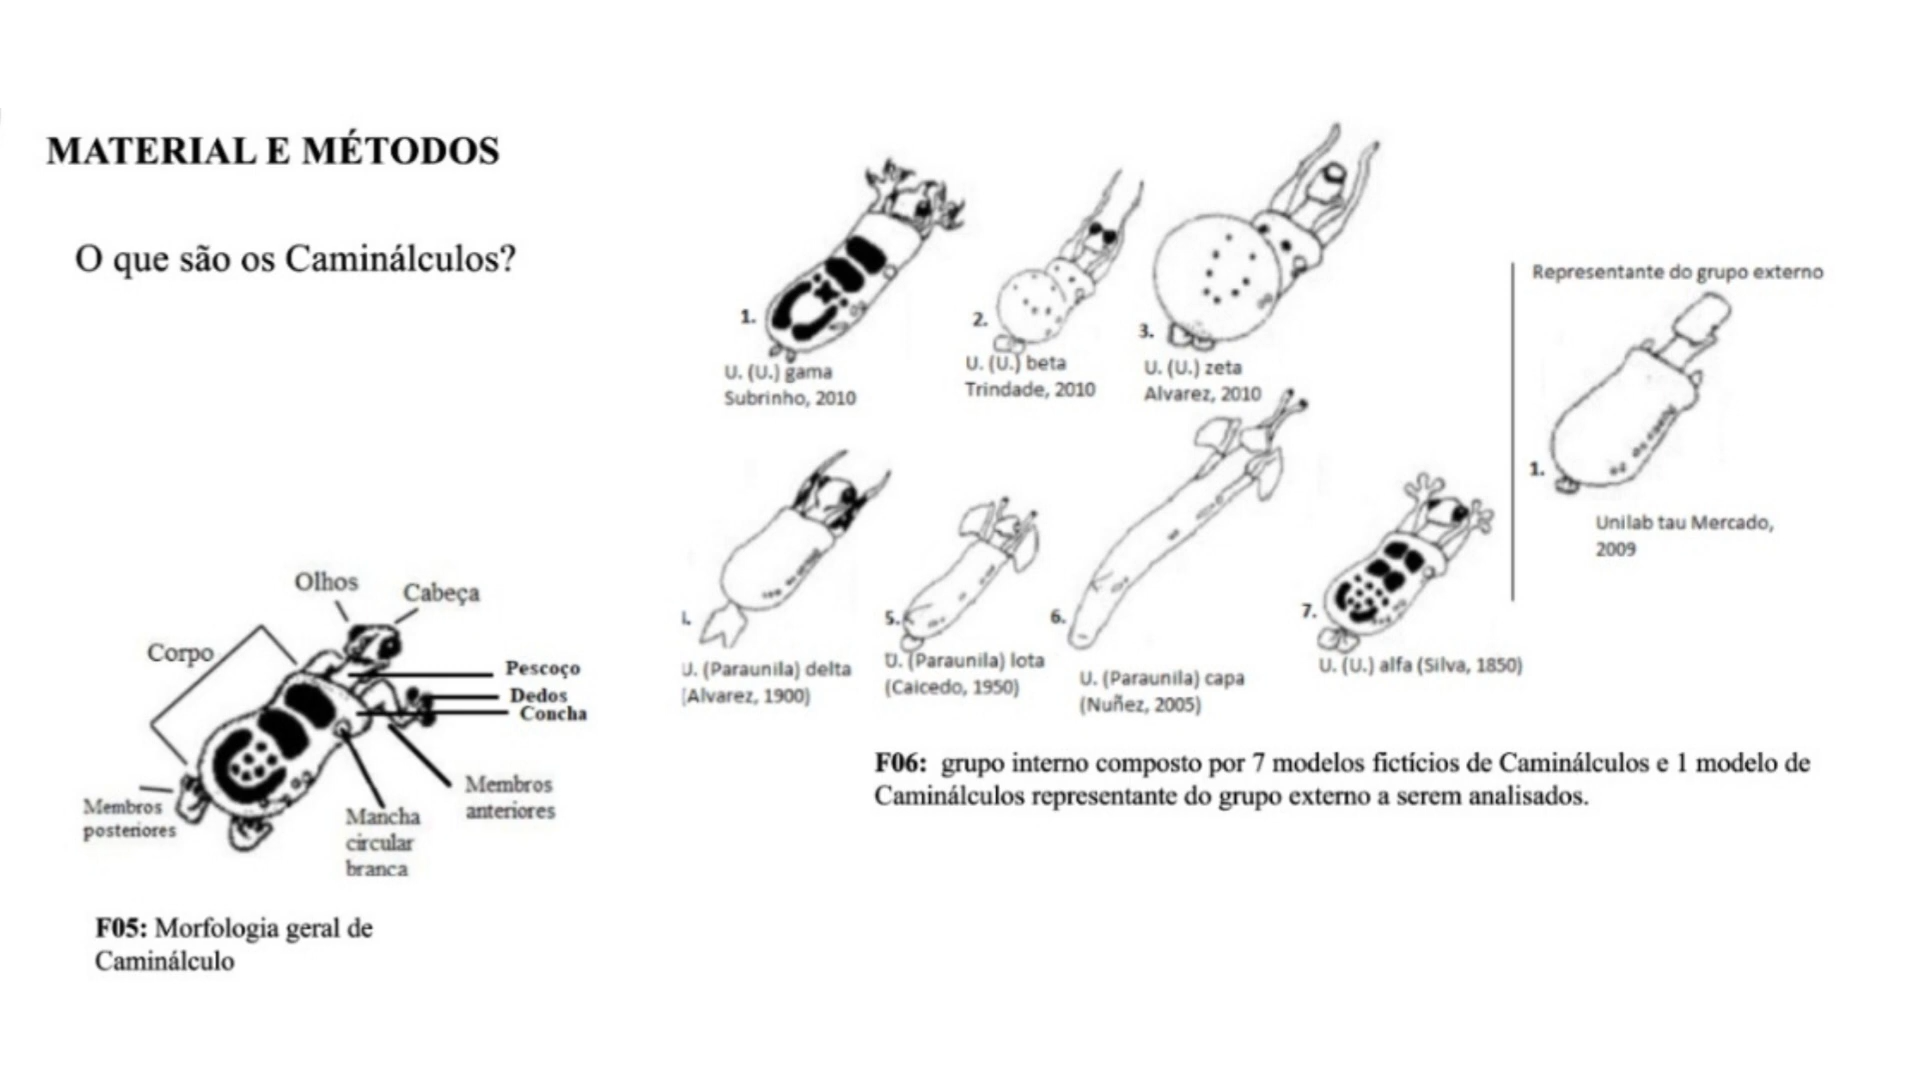 MATERIAL E MÉTODOS
O que são os Caminálculos?
Olhos
Cabeça
Corpo
Pescoço
Dedos
Concha
Membros
anteriores
Mancha
circular
branca
Membros
posteriores
F05: Morfologia geral de
Caminálculo
1.
U. (U.) gama
Subrinho, 2010
2.
U. (U.) beta
Trindade, 2010
3.
U. (U.) zeta
Alvarez, 2010
U. (Paraunila) delta
(Alvarez, 1900)
5.
U. (Paraunila) lota
(Caicedo, 1950)
6.
U. (Paraunila) capa
(Nuñez, 2005)
7.
U. (U.) alfa (Silva, 1850)
Representante do grupo externo
1.
Unilab tau Mercado,
2009
F06: grupo interno composto por 7 modelos fictícios de Caminálculos e 1 modelo de
Caminálculos representante do grupo externo a serem analisados.